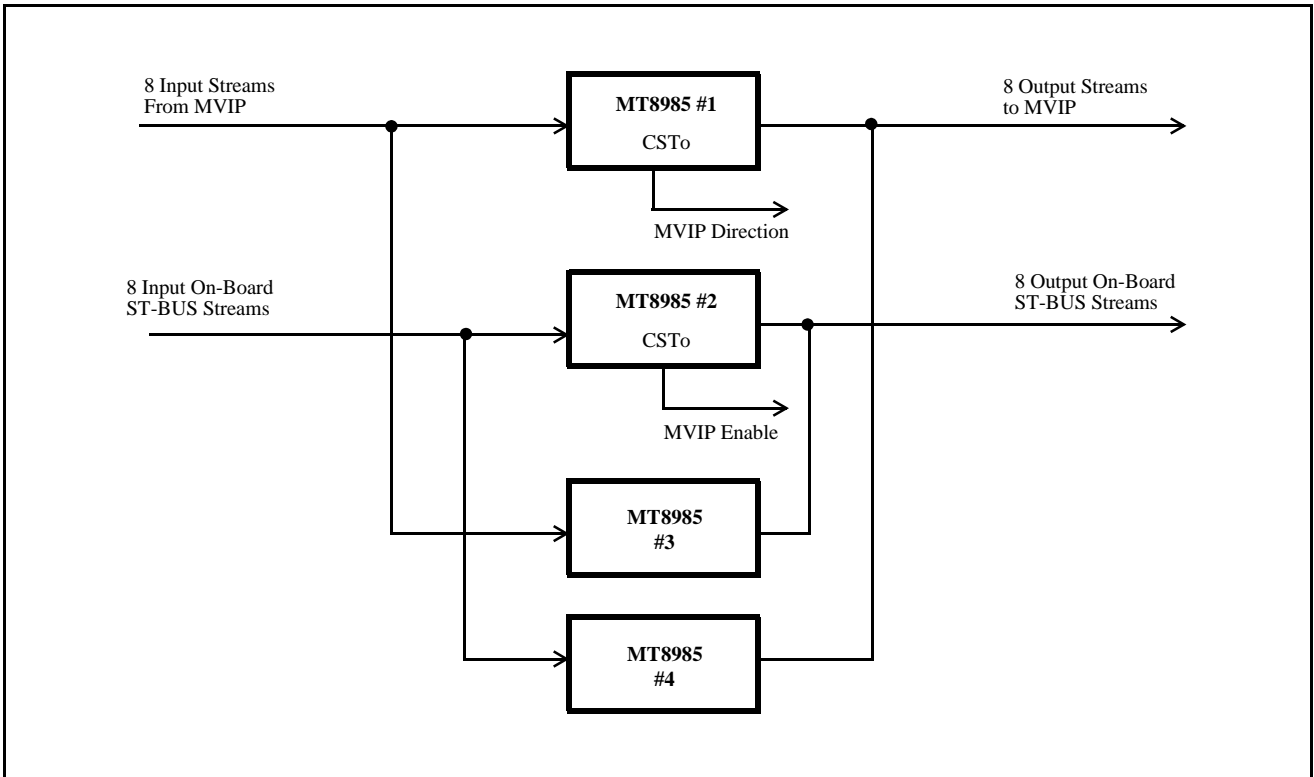 8 Input Streams
From MVIP
MT8985 #1
CSTo
8 Output Streams
to MVIP
MVIP Direction
8 Input On-Board
ST-BUS Streams
MT8985 #2
CSTo
8 Output On-Board
ST-BUS Streams
MVIP Enable
MT8985
#3
MT8985
#4